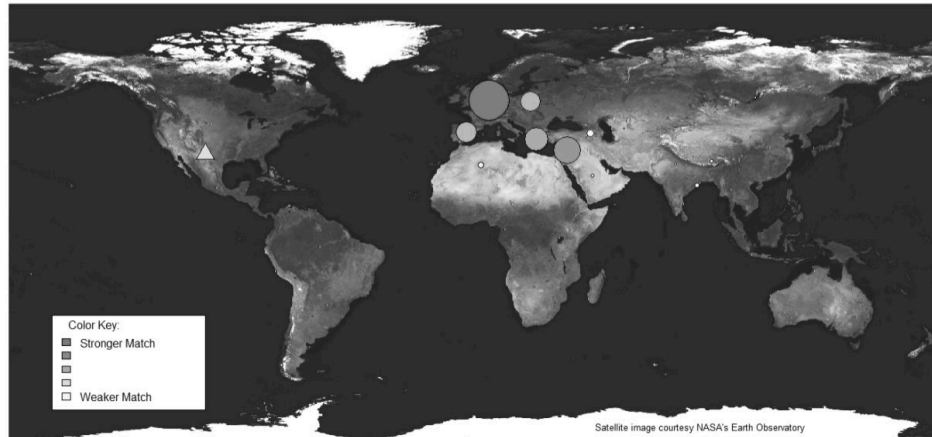 Color Key:
Stronger Match
Weaker Match
Satellite image courtesy NASA's Earth Observatory